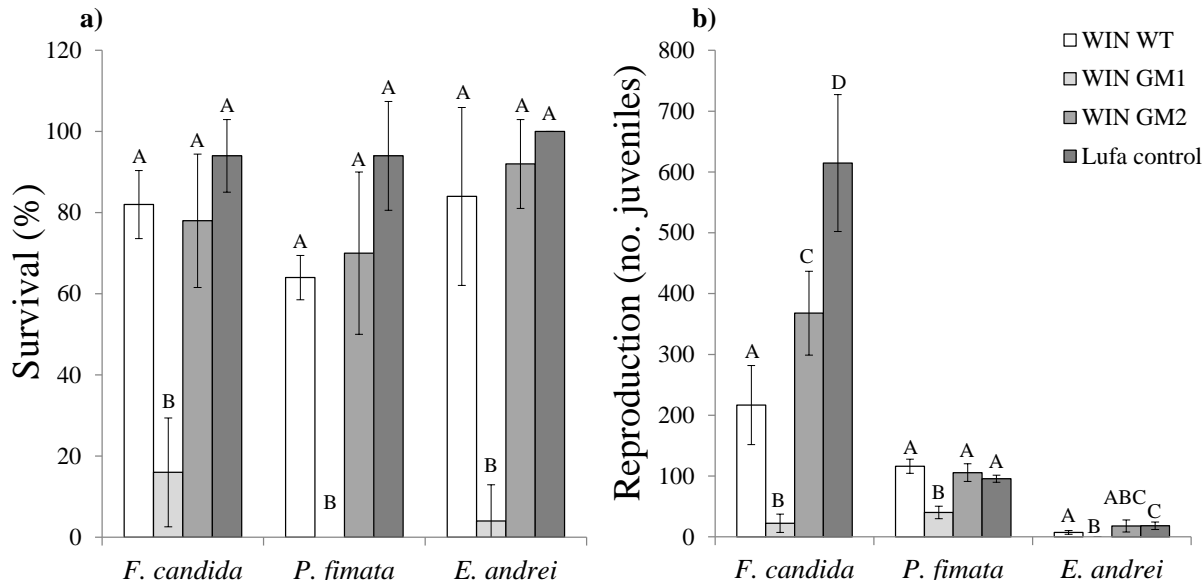 a)
Survival (%)
120
100
80
60
40
20
0
A
B
A
A
A
B
A
A
A
B
A
A
F. candida
P. fimata
E. andrei
b)
Reproduction (no. juveniles)
800
700
600
500
400
300
200
100
0
A
B
C
D
A
B
A
A
A
B
ABC
C
F. candida
P. fimata
E. andrei
WIN WT
WIN GM1
WIN GM2
Lufa control